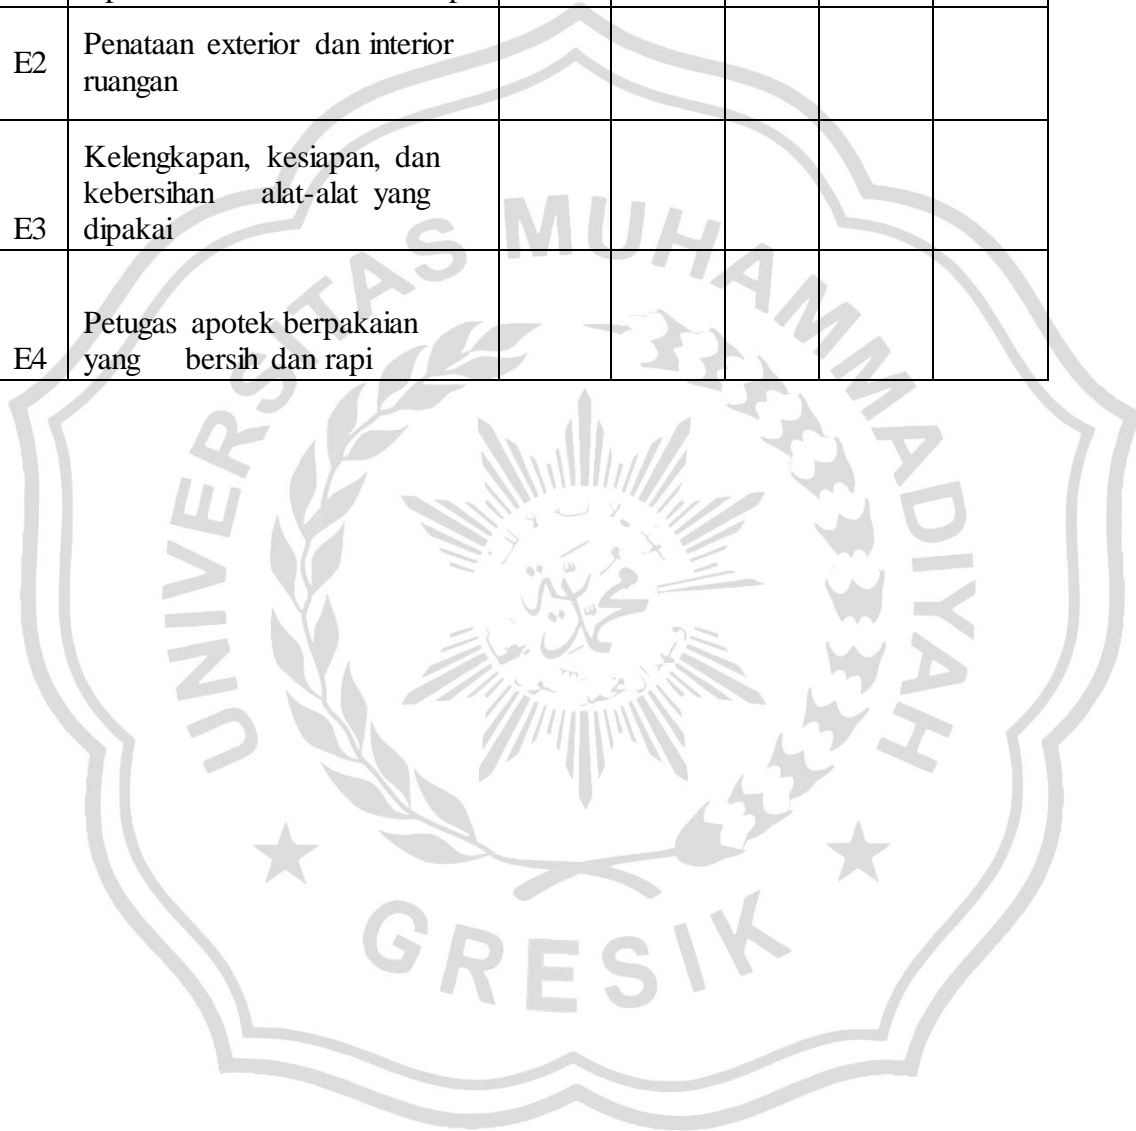 E2
Penataan exterior dan interior
ruangan
Kelengkapan, kesiapan, dan
kebersihan alat-alat yang
E3 dipakai
Petugas apotek berpakaian
E4 yang bersih dan rapi
UNIVERSITAS MUHAMMADIYAH
GRESIK